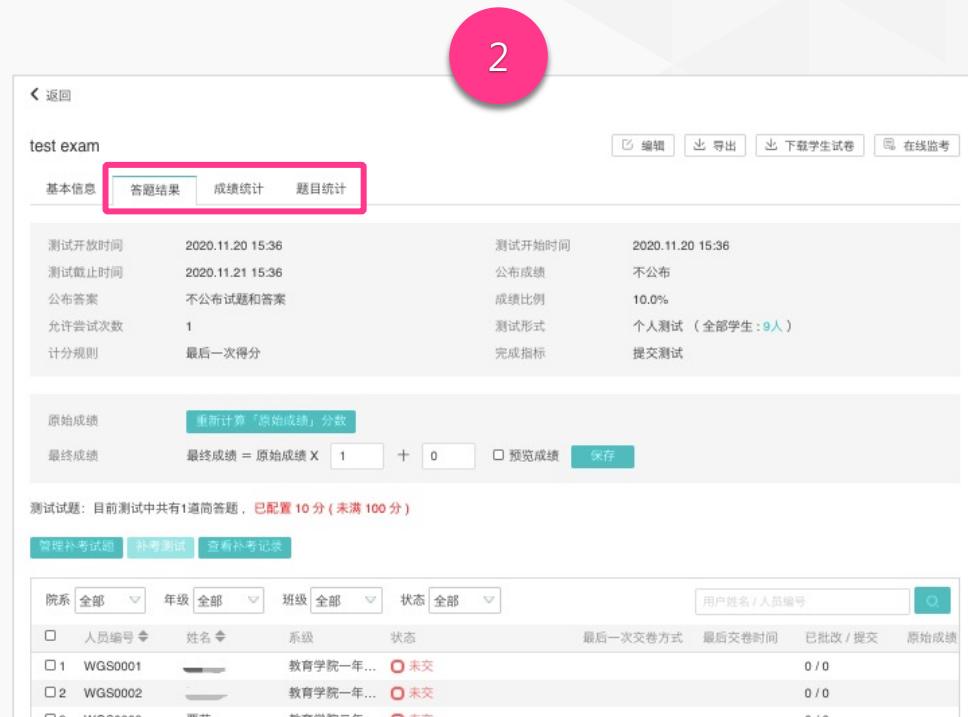 2
返回
test exam
编辑 导出 下载学生试卷 在线监考
基本信息 答题结果 成绩统计 题目统计
测试开放时间 2020.11.20 15:36 测试开始时间 2020.11.20 15:36
测试截止时间 2020.11.21 15:36 公布成绩 不公布
公布答案 不公布试题和答案 成绩比例 10.0%
允许尝试次数 1 测试形式 个人测试 （ 全部学生 : 9人 ）
计分规则 最后一次得分 完成指标 提交测试
原始成绩 重新计算「原始成绩」分数
最终成绩 最终成绩 = 原始成绩 X 1 + 0 预览成绩 保存
测试试题: 目前测试中共有1道简答题 , 已配置 10 分 ( 未满 100 分 )
管理补考试题 补考测试 查看补考记录
院系 全部 年级 全部 班级 全部 状态 全部 用户姓名 / 人员编号
人员编号 姓名 系级 状态 最后一次交卷方式 最后交卷时间 已批改 / 提交 原始成绩
1 WGS0001 教育学院一年... 未交 0 / 0
2 WGS0002 教育学院一年... 未交 0 / 0